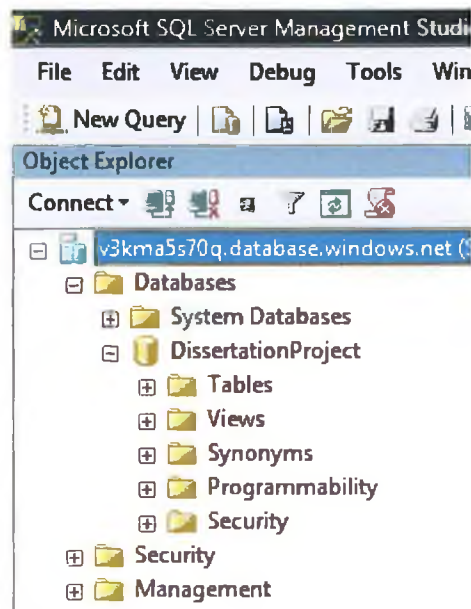 Microsoft SQL Server Management Studi
File Edit View Debug Tools Win
New Query
Object Explorer
Connect
v3kma5s70q.database.windows.net (S
Databases
System Databases
DissertationProject
Tables
Views
Synonyms
Programmability
Security
Security
Management